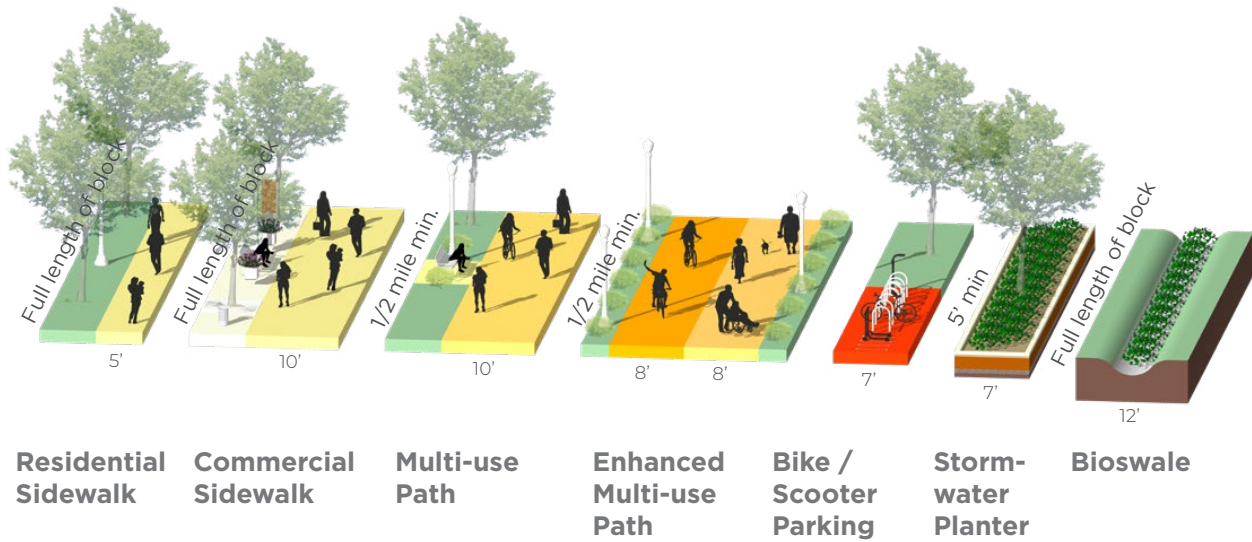 Full length of block
Full length of block
1/2 mile min.
1/2 mile min.
5' min
Full length of block
5'
10'
10'
8'
8'
7'
7'
12'
Residential
Sidewalk
Commercial
Sidewalk
Multi-use
Path
Enhanced
Multi-use
Path
Bike /
Scooter
Parking
Storm-
water
Planter
Bioswale